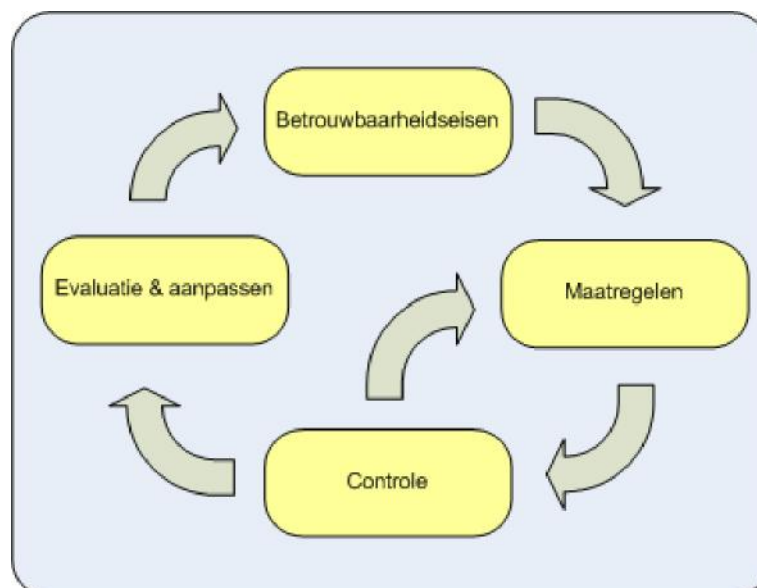 Betrouwbaarheidseisen
Evaluatie & aanpassen
Maatregelen
Controle